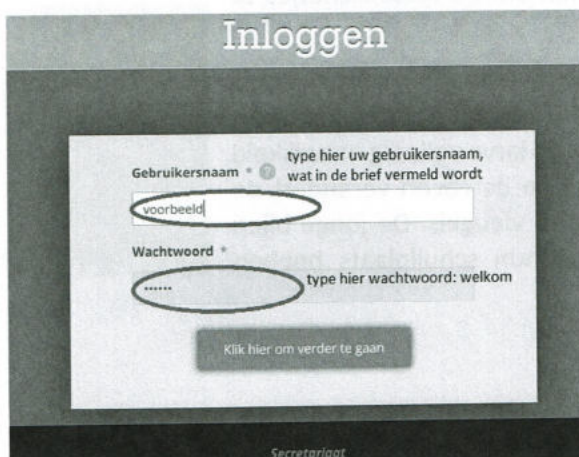 Inloggen
type hier uw gebruikersnaam,
Gebruikersnaam * ?
wat in de brief vermeld wordt
voorbeeld
Wachtwoord *
type hier wachtwoord: welkom
••••••
Klik hier om verder te gaan
Secretariaat